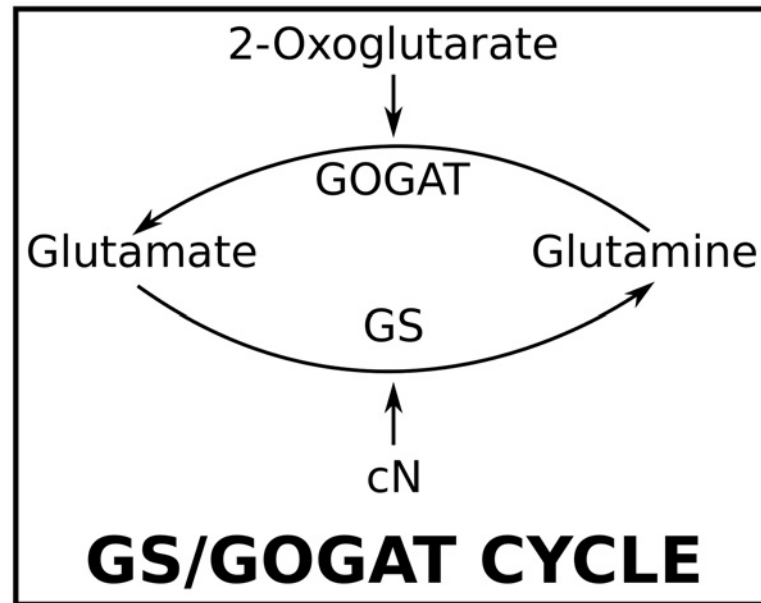 2-Oxoglutarate
GOGAT
Glutamate
Glutamine
GS
cN
GS/GOGAT CYCLE